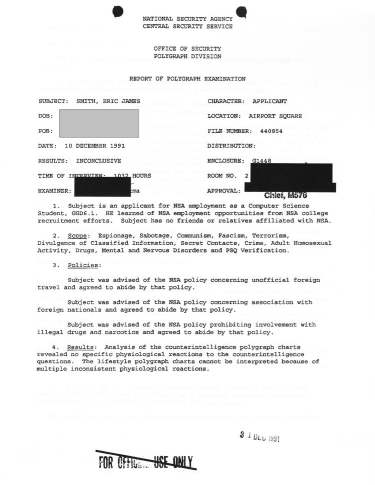 NATIONAL SECURITY AGENCY
CENTRAL SECURITY SERVICE
OFFICE OF SECURITY
POLYGRAPH DIVISION
REPORT OF POLYGRAPH EXAMINATION
SUBJECT: SMITH, ERIC JAMES CHARACTER: APPLICANT
DOB: LOCATION: AIRPORT SQUARE
POB: FILE NUMBER: 440854
DATE: 10 DECEMBER 1991 DISTRIBUTION:
RESULTS: INCONCLUSIVE ENCLOSURE: G1448
TIME OF INTERVIEW: 1032 HOURS ROOM NO. 2
EXAMINER: APPROVAL:
Chief, M576
1. Subject is an applicant for NSA employment as a Computer Science
Student, GGD6.1. HE learned of NSA employment opportunities from NSA college
recruitment efforts. Subject has no friends or relatives affiliated with NSA.
2. Scope: Espionage, Sabotage, Communism, Fascism, Terrorism,
Divulgence of Classified Information, Secret Contacts, Crime, Adult Homosexual
Activity, Drugs, Mental and Nervous Disorders and PSQ Verification.
3. Policies:
Subject was advised of the NSA policy concerning unofficial foreign
travel and agreed to abide by that policy.
Subject was advised of the NSA policy concerning association with
foreign nationals and agreed to abide by that policy.
Subject was advised of the NSA policy prohibiting involvement with
illegal drugs and narcotics and agreed to abide by that policy.
4. Results: Analysis of the counterintelligence polygraph charts
revealed no specific physiological reactions to the counterintelligence
questions. The lifestyle polygraph charts cannot be interpreted because of
multiple inconsistent physiological reactions.
DEC 1991
FOR OFFICIAL USE ONLY